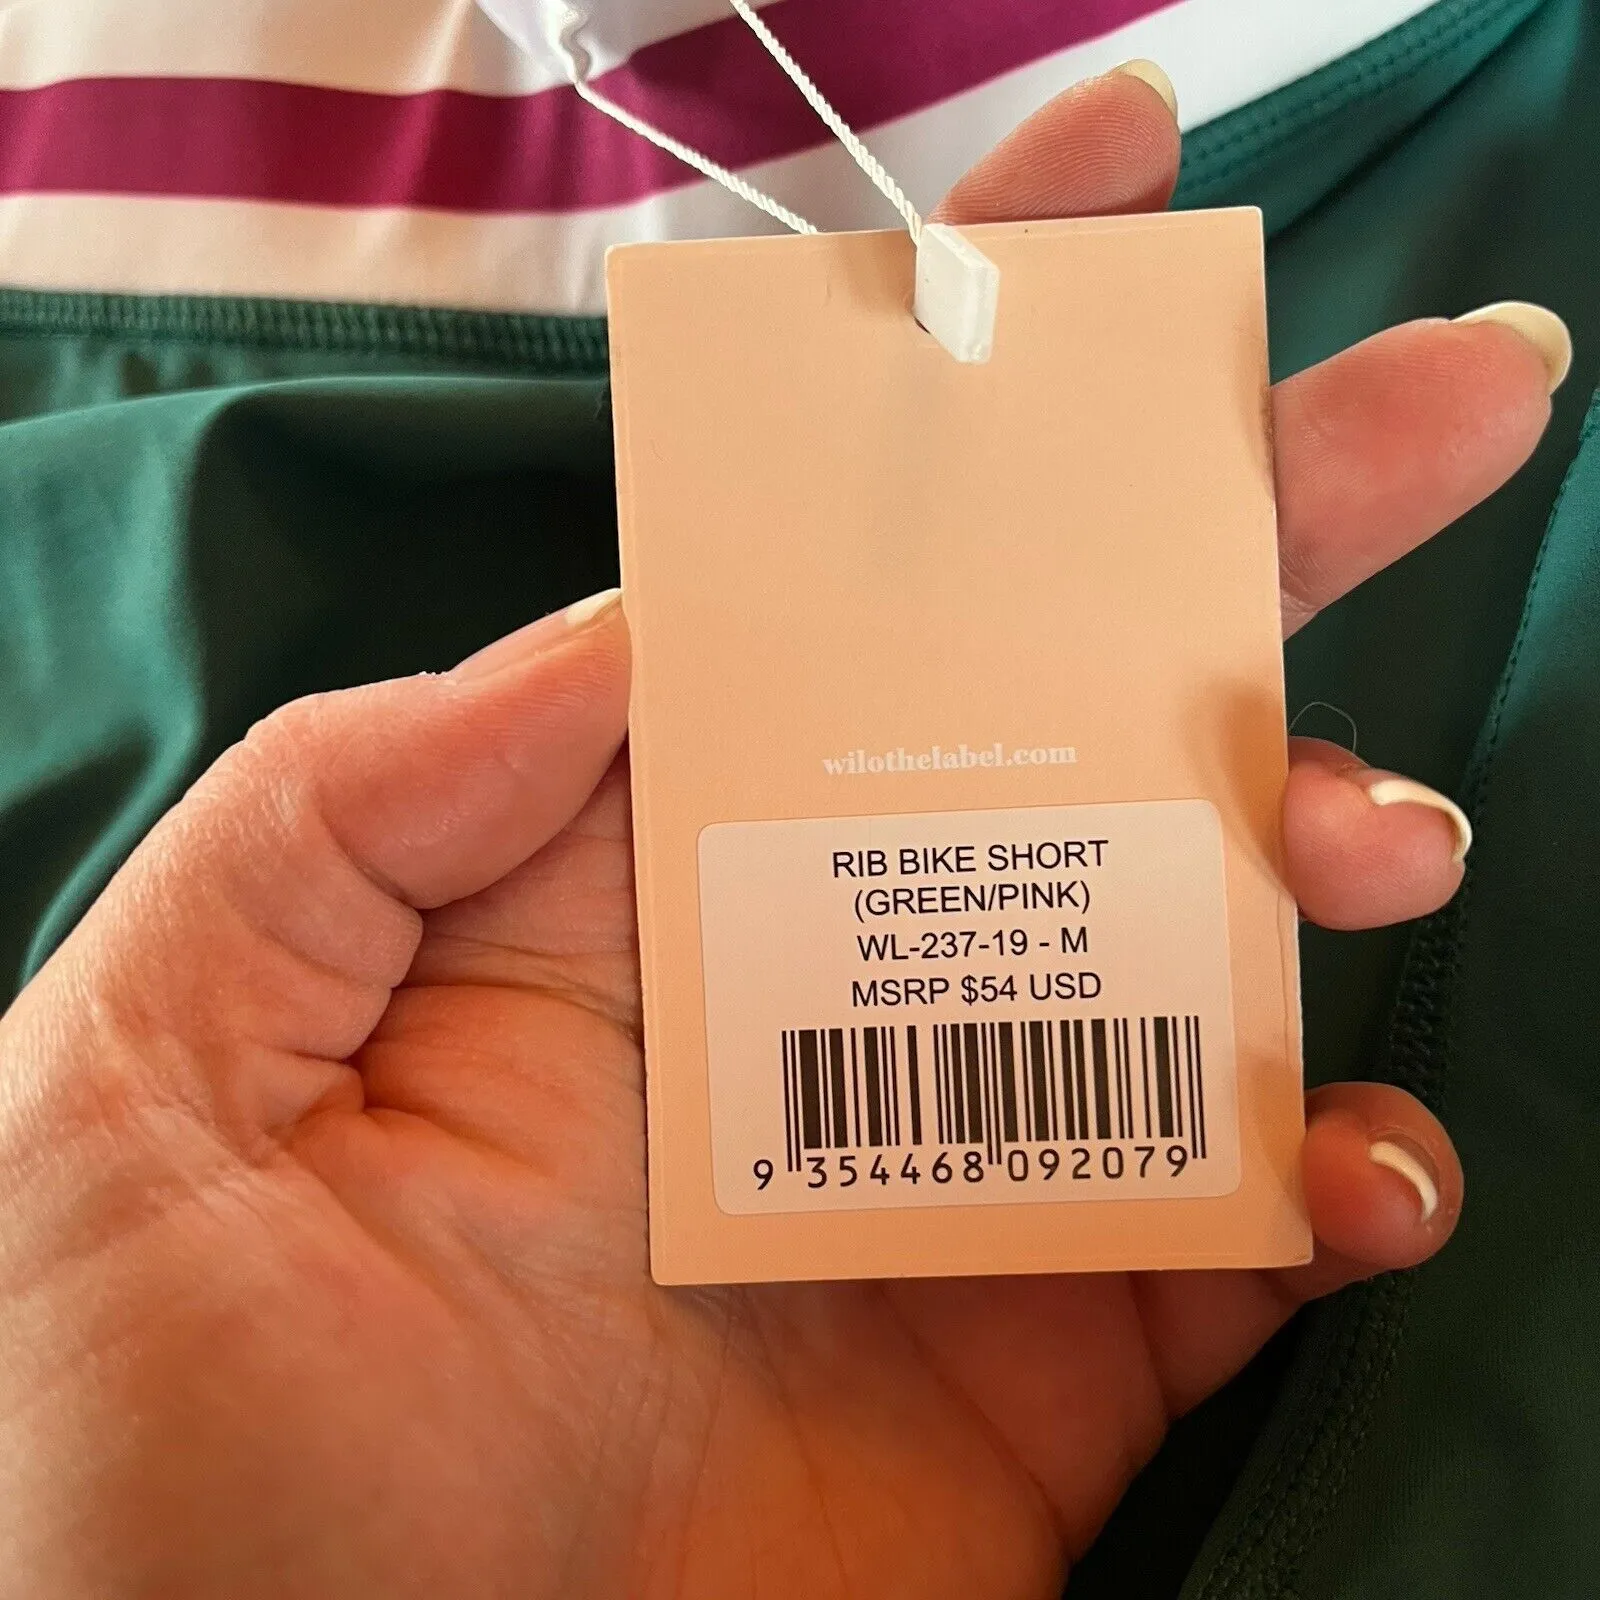 wilothelabel.com
RIB BIKE SHORT
(GREEN/PINK)
WL-237-19 - M
MSRP $54 USD
9 354468 092079